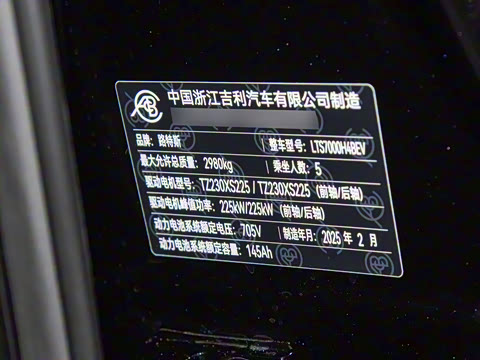 中国浙江吉利汽车有限公司制造
品牌: 路特斯 整车型号: LTS7000H4BEV
最大允许总质量: 2980kg 乘坐人数: 5
驱动电机型号: TZ230XS225 / TZ230XS225 (前轴/后轴)
驱动电机峰值功率: 225kW/225kW (前轴/后轴)
动力电池系统额定电压: 705V 制造年月: 2025 年 2 月
动力电池系统额定容量: 145Ah